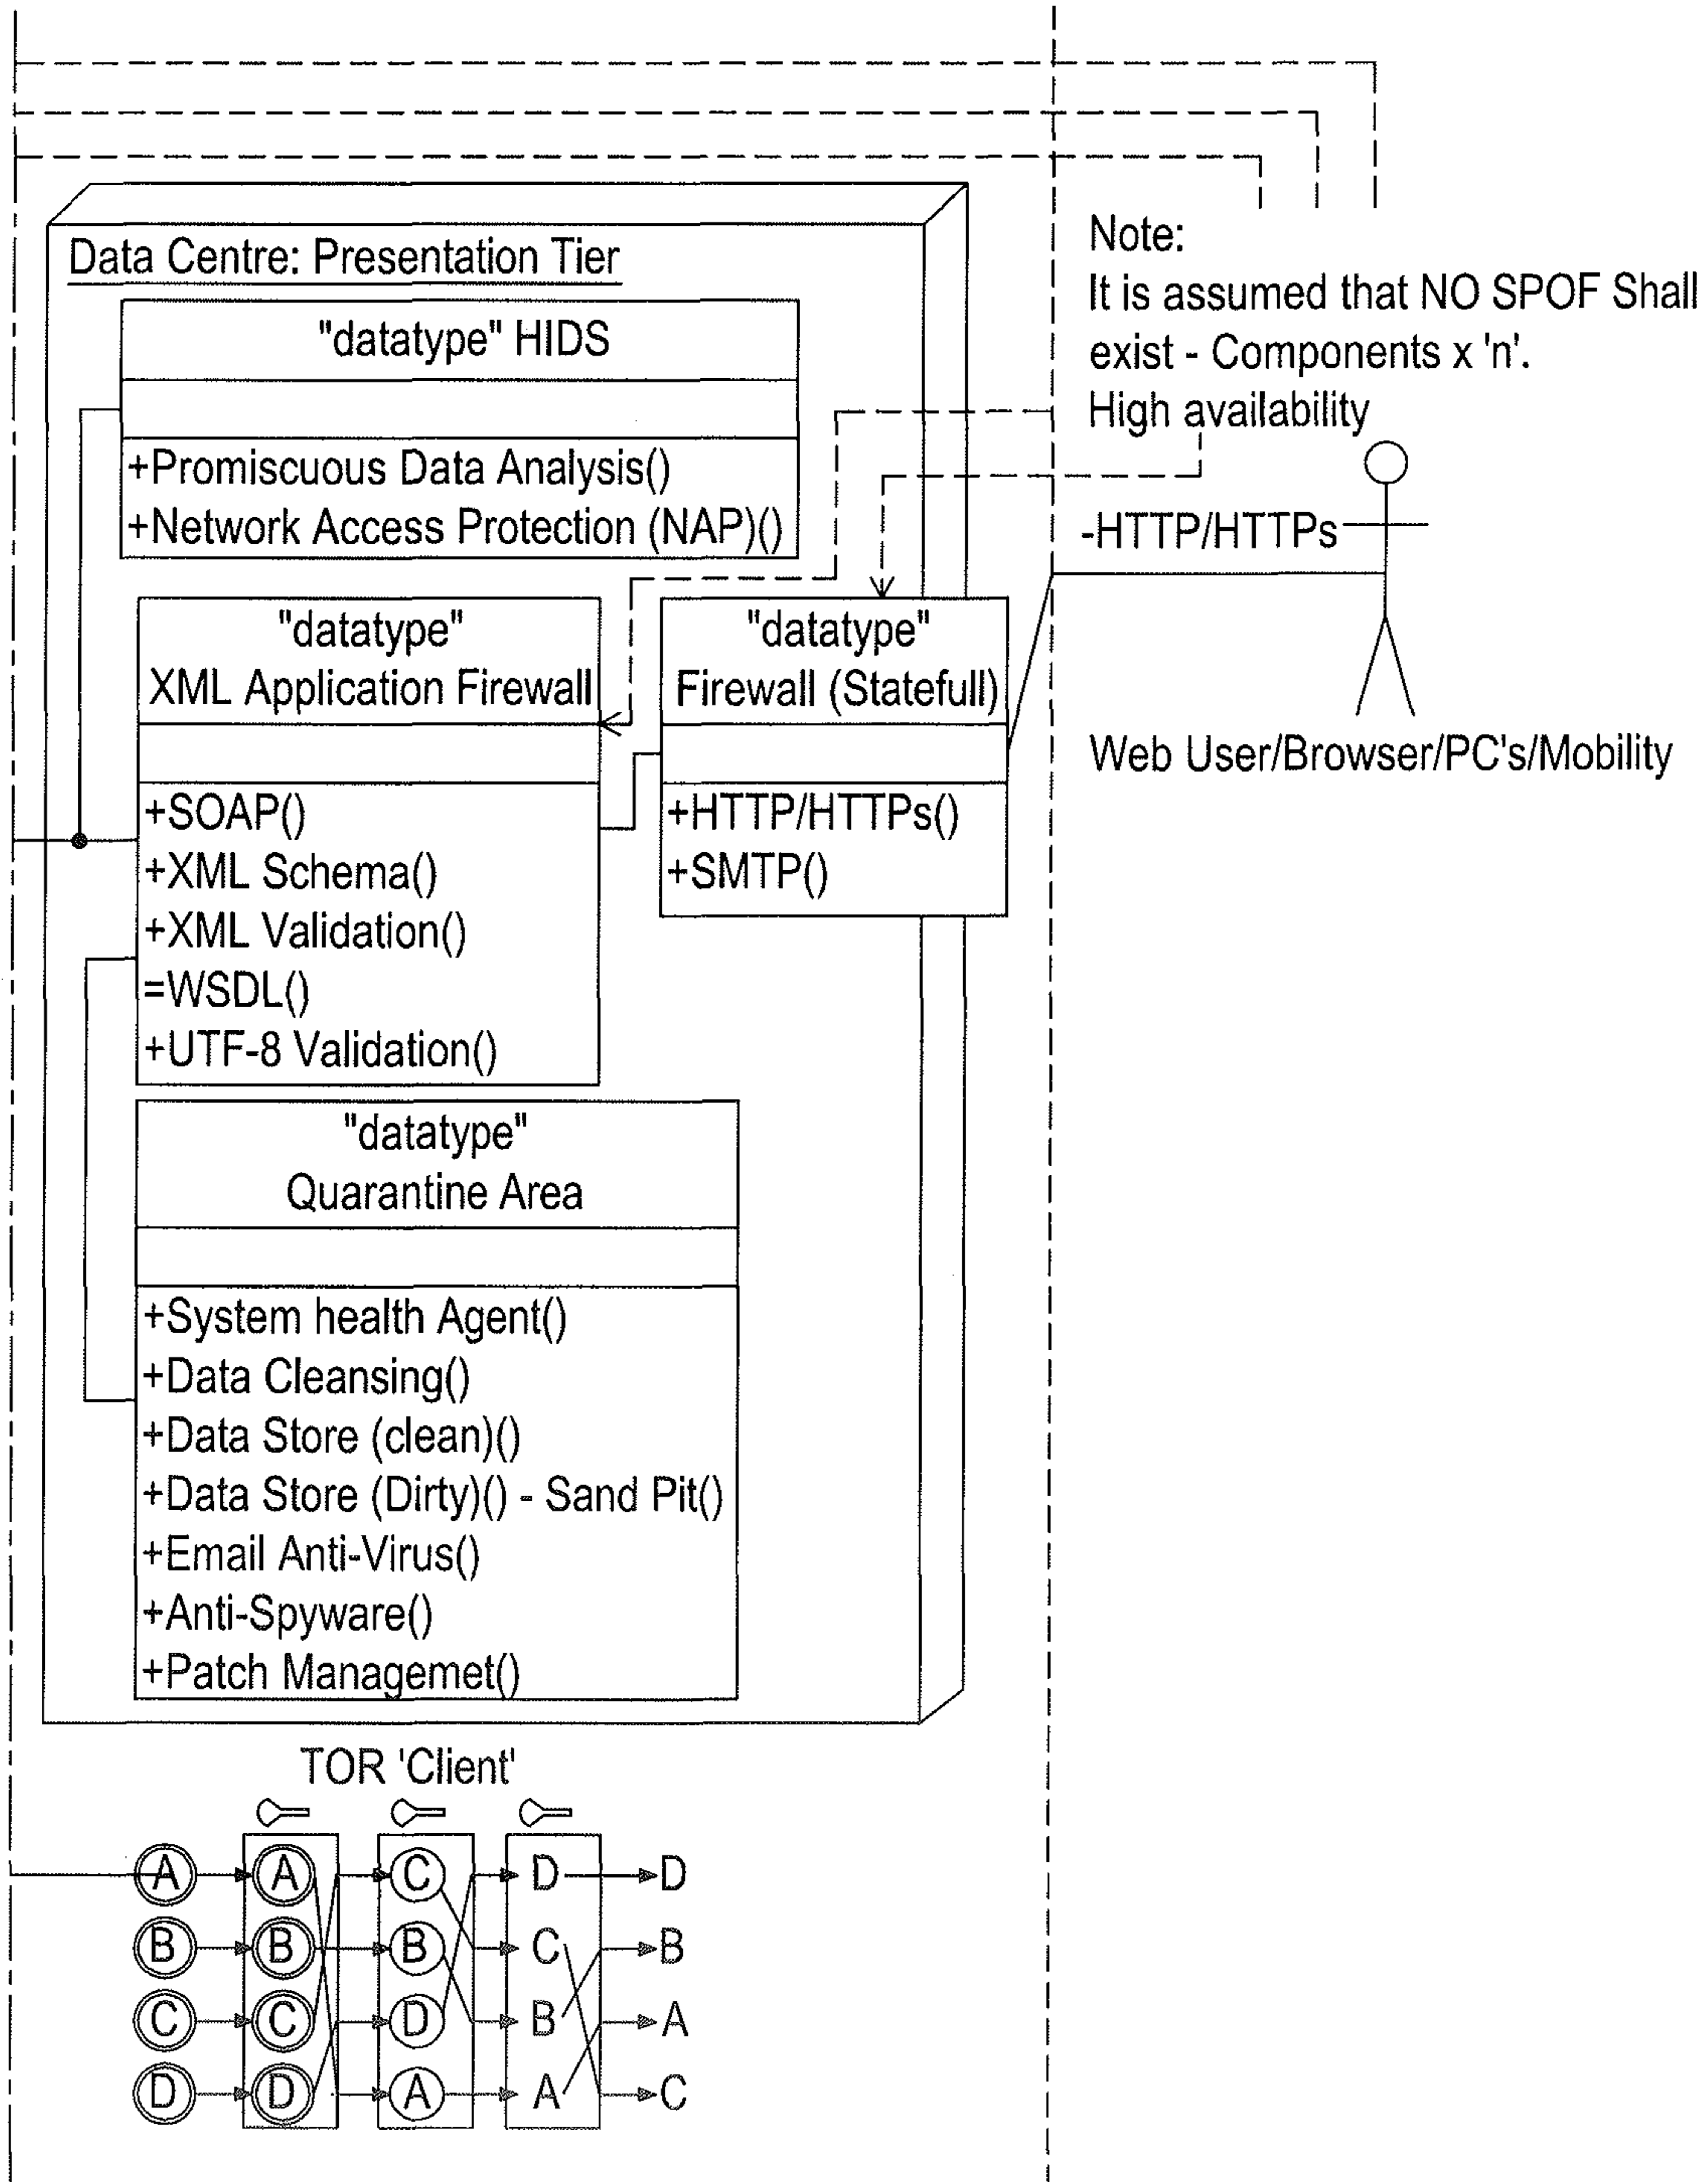 Data Centre: Presentation Tier
"datatype" HIDS
+Promiscuous Data Analysis()
+Network Access Protection (NAP)()
Note:
It is assumed that NO SPOF Shall
exist - Components x 'n'.
High availability
-HTTP/HTTPs
Web User/Browser/PC's/Mobility
"datatype"
XML Application Firewall
+SOAP()
+XML Schema()
+XML Validation()
=WSDL()
+UTF-8 Validation()
"datatype"
Firewall (Statefull)
+HTTP/HTTPs()
+SMTP()
"datatype"
Quarantine Area
+System health Agent()
+Data Cleansing()
+Data Store (clean)()
+Data Store (Dirty)() - Sand Pit()
+Email Anti-Virus()
+Anti-Spyware()
+Patch Managemet()
TOR 'Client'
A A C D D
B B B C B
C C D B A
D D A A C